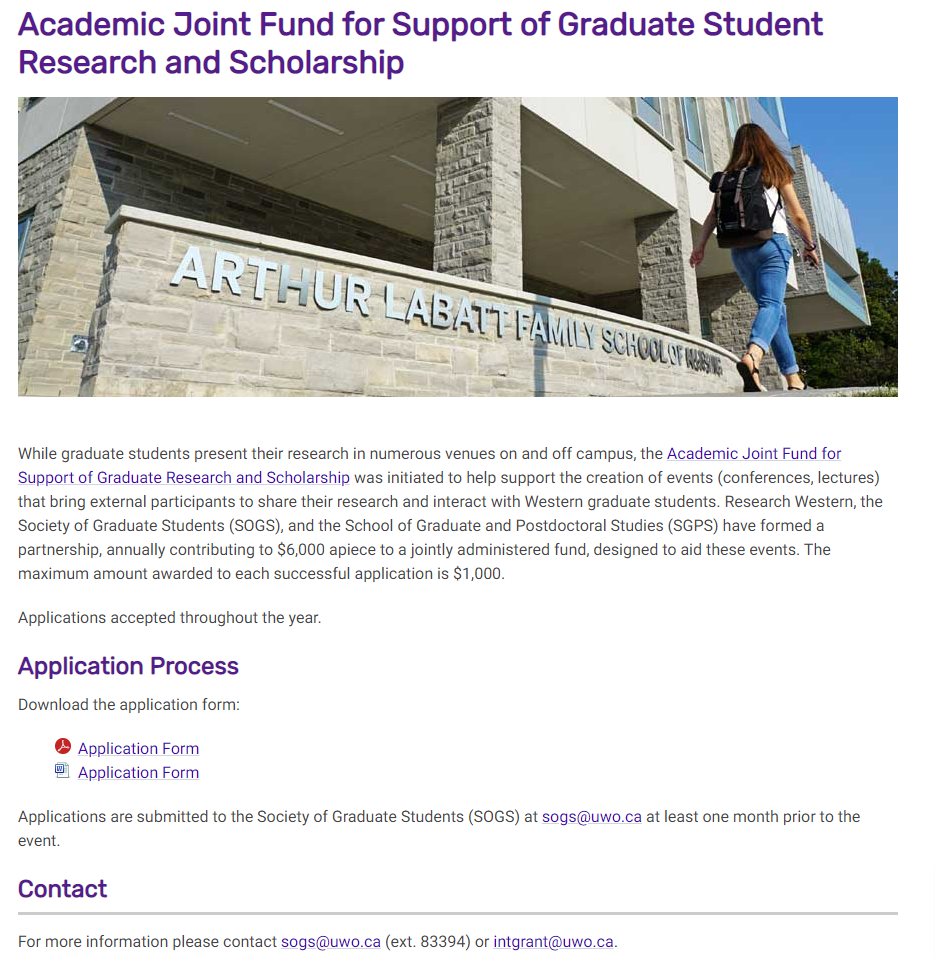 Academic Joint Fund for Support of Graduate Student
Research and Scholarship
ARTHUR LABATT FAMILY SCHOOL OF NURSING
While graduate students present their research in numerous venues on and off campus, the Academic Joint Fund for
Support of Graduate Research and Scholarship was initiated to help support the creation of events (conferences, lectures)
that bring external participants to share their research and interact with Western graduate students. Research Western, the
Society of Graduate Students (SOGS), and the School of Graduate and Postdoctoral Studies (SGPS) have formed a
partnership, annually contributing to $6,000 apiece to a jointly administered fund, designed to aid these events. The
maximum amount awarded to each successful application is $1,000.
Applications accepted throughout the year.
Application Process
Download the application form:
Application Form
Application Form
Applications are submitted to the Society of Graduate Students (SOGS) at sogs@uwo.ca at least one month prior to the
event.
Contact
For more information please contact sogs@uwo.ca (ext. 83394) or intgrant@uwo.ca.